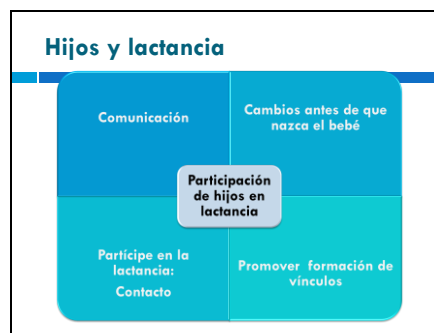 Hijos y lactancia
Comunicación
Cambios antes de que
nazca el bebé
Participación
de hijos en
lactancia
Partícipe en la
lactancia:
Contacto
Promover formación de
vínculos